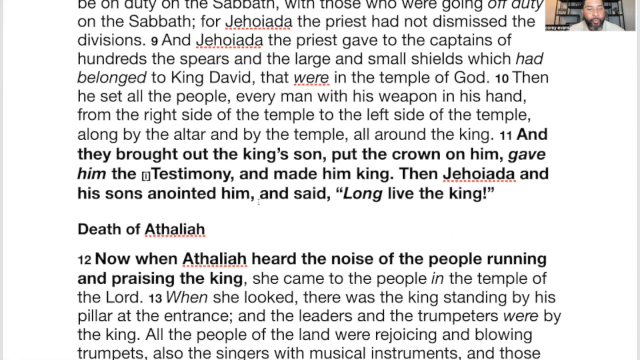 be on duty on the Sabbath, with those who were going off duty
on the Sabbath; for Jehoiada the priest had not dismissed the
divisions. 9 And Jehoiada the priest gave to the captains of
hundreds the spears and the large and small shields which had
belonged to King David, that were in the temple of God. 10 Then
he set all the people, every man with his weapon in his hand,
from the right side of the temple to the left side of the temple,
along by the altar and by the temple, all around the king. 11 And
they brought out the king’s son, put the crown on him, gave
him the [i]Testimony, and made him king. Then Jehoiada and
his sons anointed him, and said, “Long live the king!”
Death of Athaliah
12 Now when Athaliah heard the noise of the people running
and praising the king, she came to the people in the temple of
the Lord. 13 When she looked, there was the king standing by his
pillar at the entrance; and the leaders and the trumpeters were by
the king. All the people of the land were rejoicing and blowing
trumpets, also the singers with musical instruments, and those